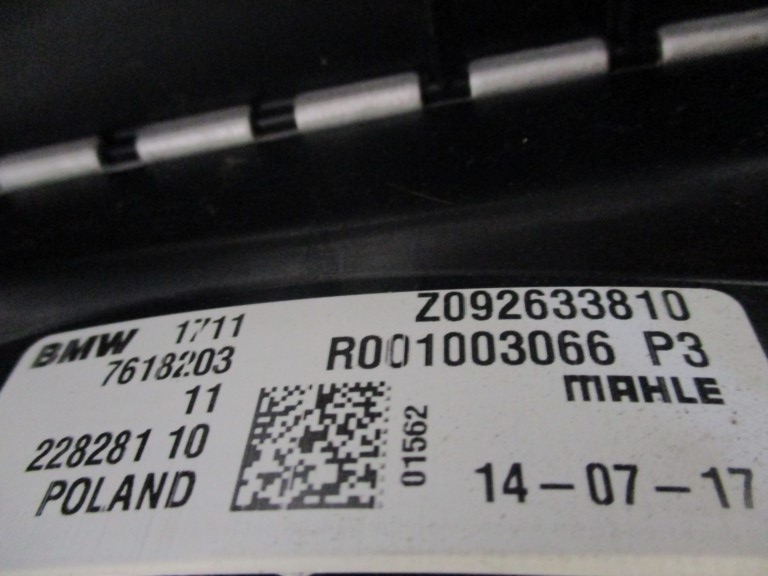 BMW 1711
7618203
11
228281 10
POLAND
Z092633810
R001003066 P3
MAHLE
01562
14-07-17